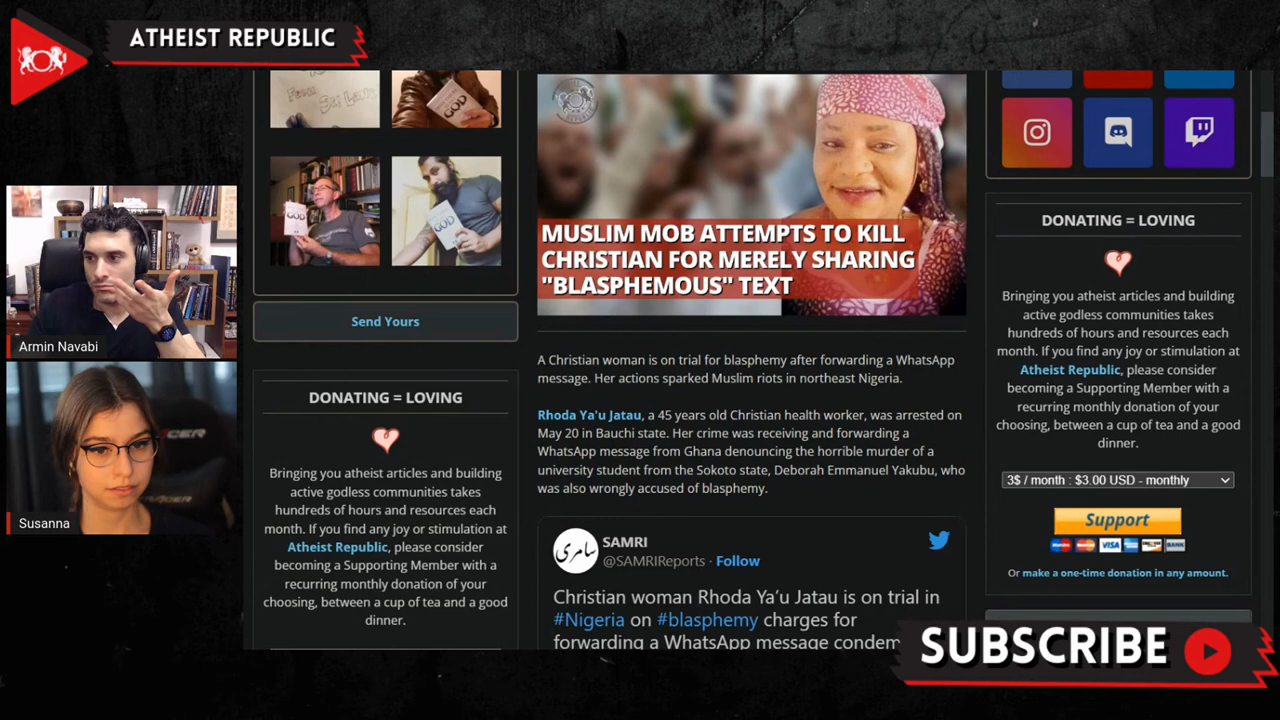 ATHEIST REPUBLIC
Armin Navabi
Susanna
GOD
GOD
Send Yours
DONATING = LOVING
Bringing you atheist articles and building
active godless communities takes
hundreds of hours and resources each
month. If you find any joy or stimulation at
Atheist Republic, please consider
becoming a Supporting Member with a
recurring monthly donation of your
choosing, between a cup of tea and a good
dinner.
MUSLIM MOB ATTEMPTS TO KILL
CHRISTIAN FOR MERELY SHARING
"BLASPHEMOUS" TEXT
A Christian woman is on trial for blasphemy after forwarding a WhatsApp
message. Her actions sparked Muslim riots in northeast Nigeria.
Rhoda Ya'u Jatau, a 45 years old Christian health worker, was arrested on
May 20 in Bauchi state. Her crime was receiving and forwarding a
WhatsApp message from Ghana denouncing the horrible murder of a
university student from the Sokoto state, Deborah Emmanuel Yakubu, who
was also wrongly accused of blasphemy.
سامری
SAMRI
@SAMRIReports · Follow
Christian woman Rhoda Ya'u Jatau is on trial in
#Nigeria on #blasphemy charges for
forwarding a WhatsApp message condem
DONATING = LOVING
Bringing you atheist articles and building
active godless communities takes
hundreds of hours and resources each
month. If you find any joy or stimulation at
Atheist Republic, please consider
becoming a Supporting Member with a
recurring monthly donation of your
choosing, between a cup of tea and a good
dinner.
3$ / month : $3.00 USD - monthly
Support
VISA
BANK
Or make a one-time donation in any amount.
SUBSCRIBE